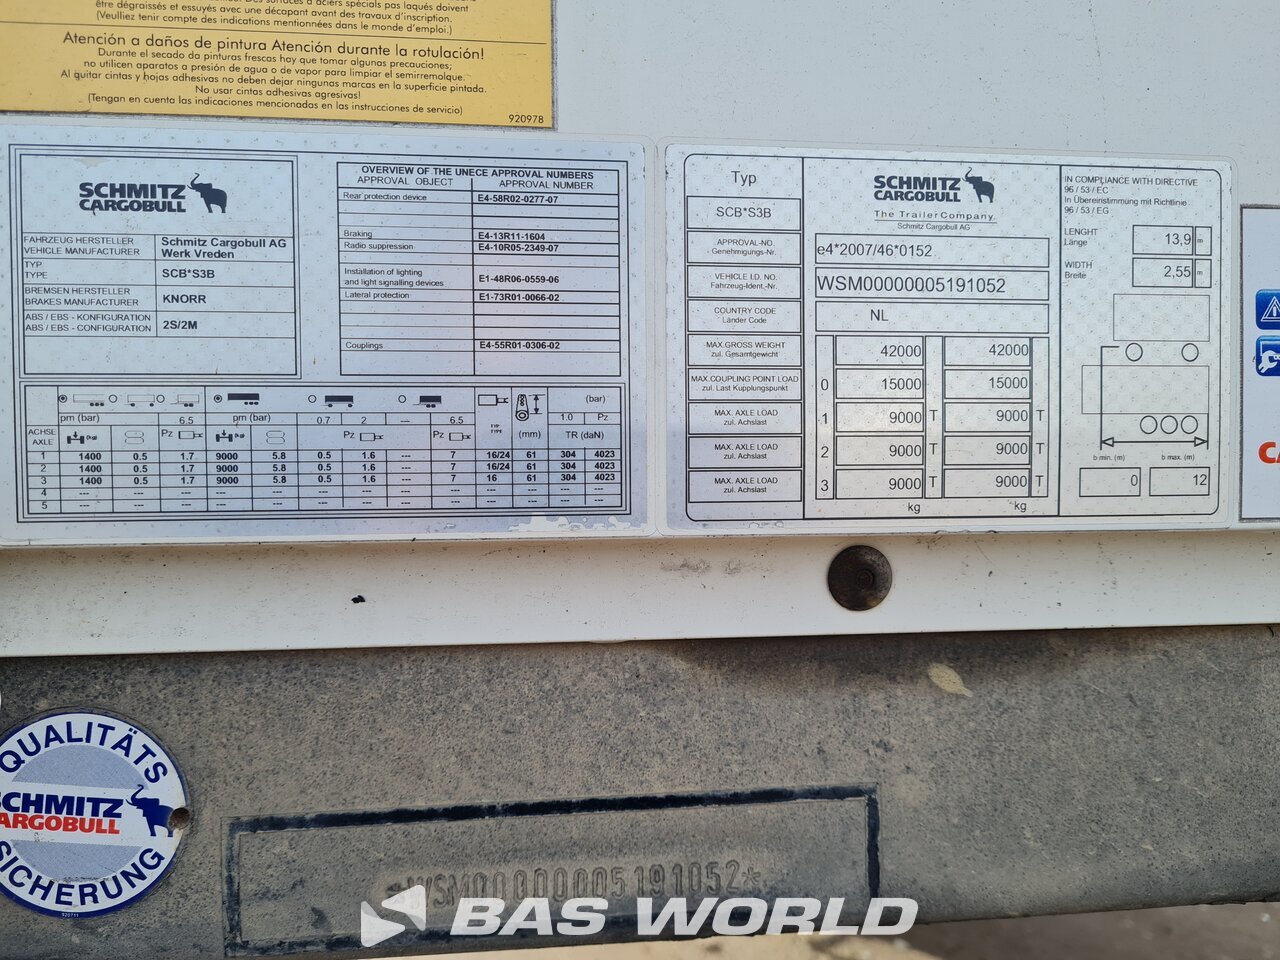 être dégraissés et essuyés avec une décapant avant des travaux d'inscription.
(Veuillez tenir compte des indications mentionnées dans le monde d'emploi.)
Atención a daños de pintura Atención durante la rotulación!
Durante el secado da pinturas frescas hay que tomar algunas precauciones;
no utilicen aparatos a presión de agua o de vapor para limpiar el semirremolque.
Al quitar cintas y hojas adhesivas no deben dejar ningunas marcas en la superficie pintada.
No usar cintas adhesivas agresivas!
(Tengan en cuenta las indicaciones mencionadas en las instrucciones de servicio)
920978
SCHMITZ
CARGOBULL
FAHRZEUG HERSTELLER
VEHICLE MANUFACTURER
Schmitz Cargobull AG
Werk Vreden
TYP
TYPE
SCB*S3B
BREMSEN HERSTELLER
BRAKES MANUFACTURER
KNORR
ABS / EBS - KONFIGURATION
ABS / EBS - CONFIGURATION
2S/2M
OVERVIEW OF THE UNECE APPROVAL NUMBERS
APPROVAL OBJECT APPROVAL NUMBER
Rear protection device E4-58R02-0277-07
Braking E4-13R11-1604
Radio suppression E4-10R05-2349-07
Installation of lighting
and light signalling devices E1-48R06-0559-06
Lateral protection E1-73R01-0066-02
Couplings E4-55R01-0306-02
(bar)
pm (bar) 6.5 pm (bar) 0.7 2 --- 6.5 TYP TYPE 1.0 Pz
ACHSE
AXLE
Pz Pz Pz (mm) TR (daN)
1 1400 0.5 1.7 9000 5.8 0.5 1.6 --- 7 16/24 61 304 4023
2 1400 0.5 1.7 9000 5.8 0.5 1.6 --- 7 16/24 61 304 4023
3 1400 0.5 1.7 9000 5.8 0.5 1.6 --- 7 16 61 304 4023
4 --- --- --- --- --- --- --- --- --- --- --- --- ---
5 --- --- --- --- --- --- --- --- --- --- --- --- ---
Typ
SCHMITZ
CARGOBULL
The Trailer Company.
Schmitz Cargobull AG
SCB*S3B
APPROVAL-NO.
Genehmigungs-Nr.
e4*2007/46*0152
VEHICLE I.D. NO.
Fahrzeug-Ident.-Nr.
WSM00000005191052
COUNTRY CODE
Länder Code
NL
MAX.GROSS WEIGHT
zul. Gesamtgewicht
42000 42000
MAX.COUPLING POINT LOAD
zul. Last Kupplungspunkt
0 15000 15000
MAX. AXLE LOAD
zul. Achslast
1 9000 T 9000 T
MAX. AXLE LOAD
zul. Achslast
2 9000 T 9000 T
MAX. AXLE LOAD
zul. Achslast
3 9000 T 9000 T
kg kg
IN COMPLIANCE WITH DIRECTIVE
96 / 53 / EC
In Übereinstimmung mit Richtlinie
96 / 53 / EG
LENGHT
Länge
13,9 m
WIDTH
Breite
2,55 m
b min. (m) b max. (m)
0 12
QUALITÄTS
SCHMITZ
CARGOBULL
SICHERUNG
920711
*WSM00000005191052*
BAS WORLD